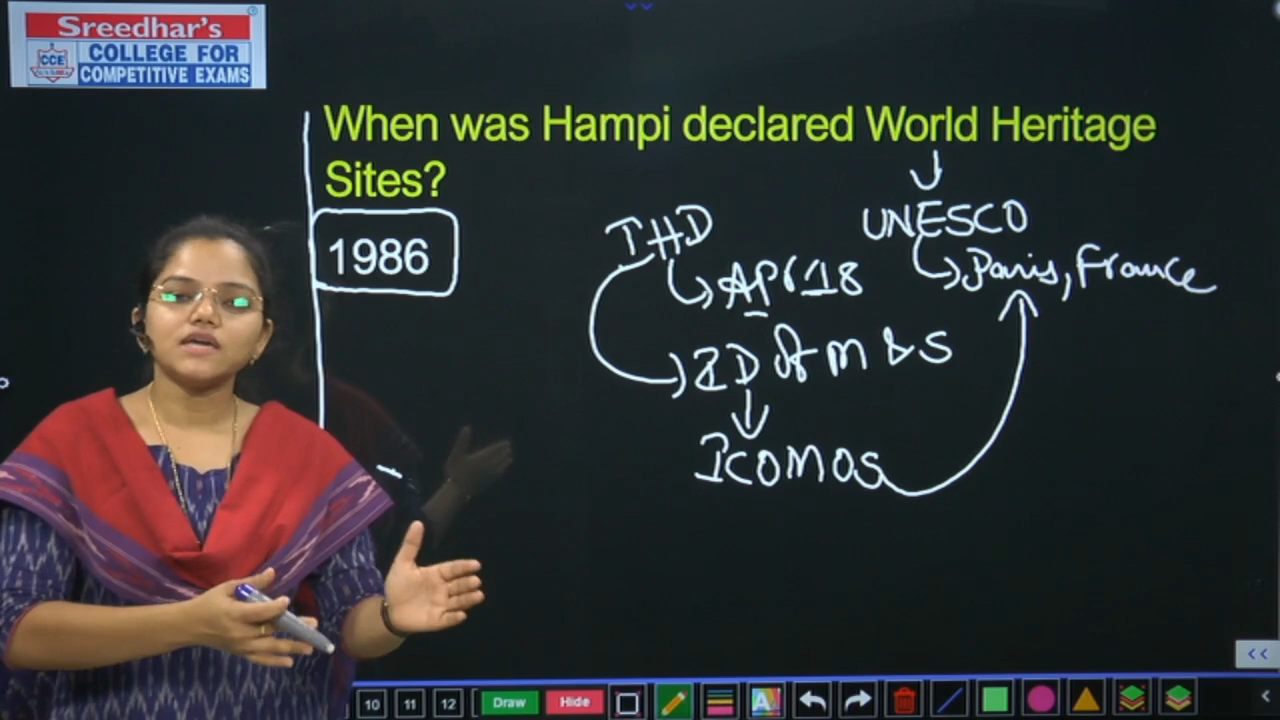 Sreedhar's
CCE
COLLEGE FOR
COMPETITIVE EXAMS
When was Hampi declared World Heritage
Sites?
1986
UNESCO
Paris, France
IHD
Apr 18
ID of M & S
ICOMOS
10 11 12 Draw Hide
<<